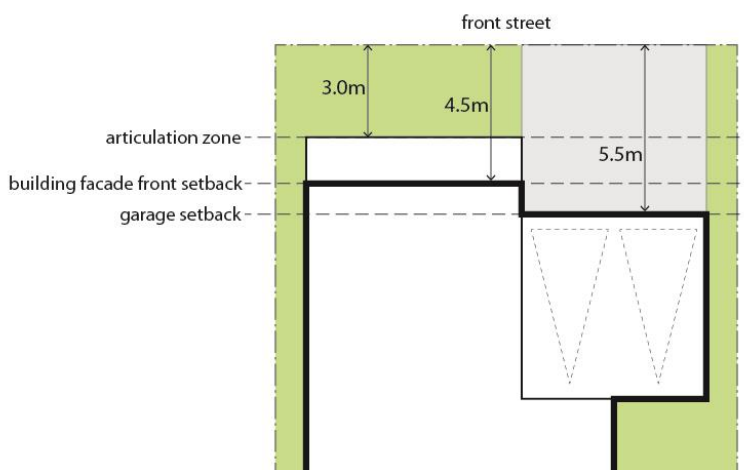 front street
3.0m
4.5m
articulation zone
5.5m
building facade front setback
garage setback